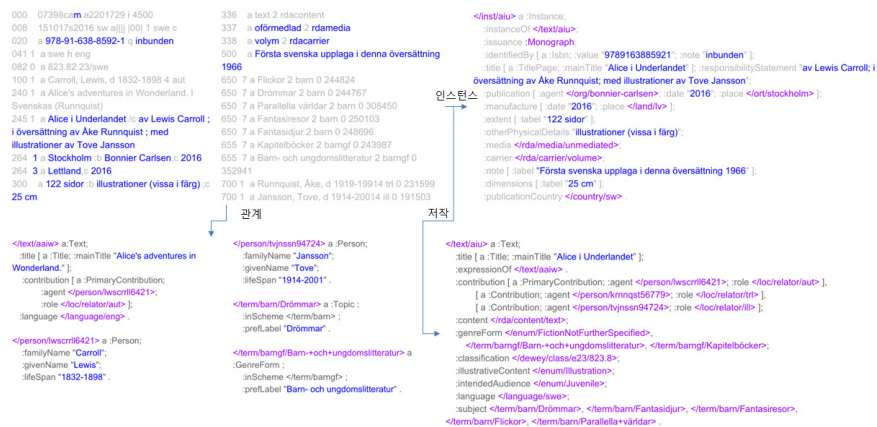 000 07398cam a2201729 i 4500
008 151017s2016 sw a|||| |00| 1 swe c
020 a 978-91-638-8592-1 q inbunden
041 1 a swe h eng
082 0 a 823.82 23/swe
100 1 a Carroll, Lewis, d 1832-1898 4 aut
240 1 a Alice's adventures in Wonderland. l
Svenskas (Runnquist)
245 1 a Alice i Underlandet /c av Lewis Carroll ;
i översättning av Åke Runnquist ; med
illustrationer av Tove Jansson
264 1 a Stockholm :b Bonnier Carlsen,c 2016
264 3 a Lettland,c 2016
300 a 122 sidor :b illustrationer (vissa i färg) ;c
25 cm
336 a text 2 rdacontent
337 a oförmedlad 2 rdamedia
338 a volym 2 rdacarrier
500 a Första svenska upplaga i denna översättning
1966
650 7 a Flickor 2 barn 0 244824
650 7 a Drömmar 2 barn 0 244767
650 7 a Parallella världar 2 barn 0 308450
650 7 a Fantasiresor 2 barn 0 250103
650 7 a Fantasidjur 2 barn 0 248696
655 7 a Kapitelböcker 2 barngf 0 243987
655 7 a Barn- och ungdomslitteratur 2 barngf 0
352941
700 1 a Runnquist, Åke, d 1919-19914 trl 0 231599
700 1 a Jansson, Tove, d 1914-20014 ill 0 191503
인스턴스
관계
저작
</inst/aiu> a :Instance;
:instanceOf </text/aiu>;
:issuance :Monograph;
:identifiedBy [ a :Isbn; :value "9789163885921"; :note "inbunden" ];
:title [ a :TitlePage; :mainTitle "Alice i Underlandet" ]; :responsibilityStatement "av Lewis Carroll; i
översättning av Åke Runnquist; med illustrationer av Tove Jansson";
:publication [ :agent </org/bonnier-carlsen>; :date "2016"; :place </ort/stockholm> ];
:manufacture [ :date "2016"; :place </land/lv> ];
:extent [ :label "122 sidor" ];
:otherPhysicalDetails "illustrationer (vissa i färg)";
:media </rda/media/unmediated>;
:carrier </rda/carrier/volume>;
:note [ :label "Första svenska upplaga i denna översättning 1966" ];
:dimensions [ :label "25 cm" ];
:publicationCountry </country/sw> .
</text/aaiw> a:Text;
:title [ a :Title; :mainTitle "Alice's adventures in
Wonderland." ];
:contribution [ a :PrimaryContribution;
:agent </person/lwscrrll6421>;
:role </loc/relator/aut> ];
:language </language/eng> .
</person/lwscrrll6421> a :Person;
:familyName "Carroll";
:givenName "Lewis";
:lifeSpan "1832-1898" .
</person/tvjnssn94724> a :Person;
:familyName "Jansson";
:givenName "Tove";
:lifeSpan "1914-2001" .
</term/barn/Drömmar> a :Topic ;
:inScheme </term/barn> ;
:prefLabel "Drömmar" .
</term/barngf/Barn-+och+ungdomslitteratur> a
:GenreForm ;
:inScheme </term/barngf> ;
:prefLabel "Barn- och ungdomslitteratur" .
</text/aiu> a :Text;
:title [ a :Title; :mainTitle "Alice i Underlandet" ];
:expressionOf </text/aaiw> .
:contribution [ a :PrimaryContribution; :agent </person/lwscrrll6421>; :role </loc/relator/aut> ],
[ a :Contribution; :agent </person/krnnqst56779>; :role </loc/relator/trl> ],
[ a :Contribution; :agent </person/tvjnssn94724>; :role </loc/relator/ill> ];
:content </rda/content/text>;
:genreForm </enum/FictionNotFurtherSpecified>,
</term/barngf/Barn-+och+ungdomslitteratur>, </term/barngf/Kapitelböcker>;
:classification </dewey/class/e23/823.8>;
:illustrativeContent </enum/Illustration>;
:intendedAudience </enum/Juvenile>;
:language </language/swe>;
:subject </term/barn/Drömmar>, </term/barn/Fantasidjur>, </term/barn/Fantasiresor>,
</term/barn/Flickor>, </term/barn/Parallella+världar> .